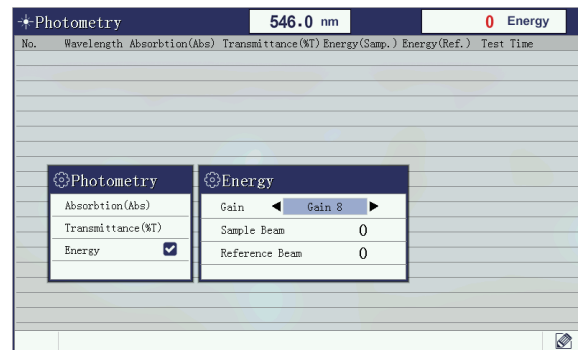 Photometry 546.0 nm 0 Energy
No. Wavelength Absorbtion(Abs) Transmittance(%T) Energy(Samp.) Energy(Ref.) Test Time
Photometry
Absorbtion(Abs)
Transmittance(%T)
Energy
Energy
Gain Gain 8
Sample Beam 0
Reference Beam 0